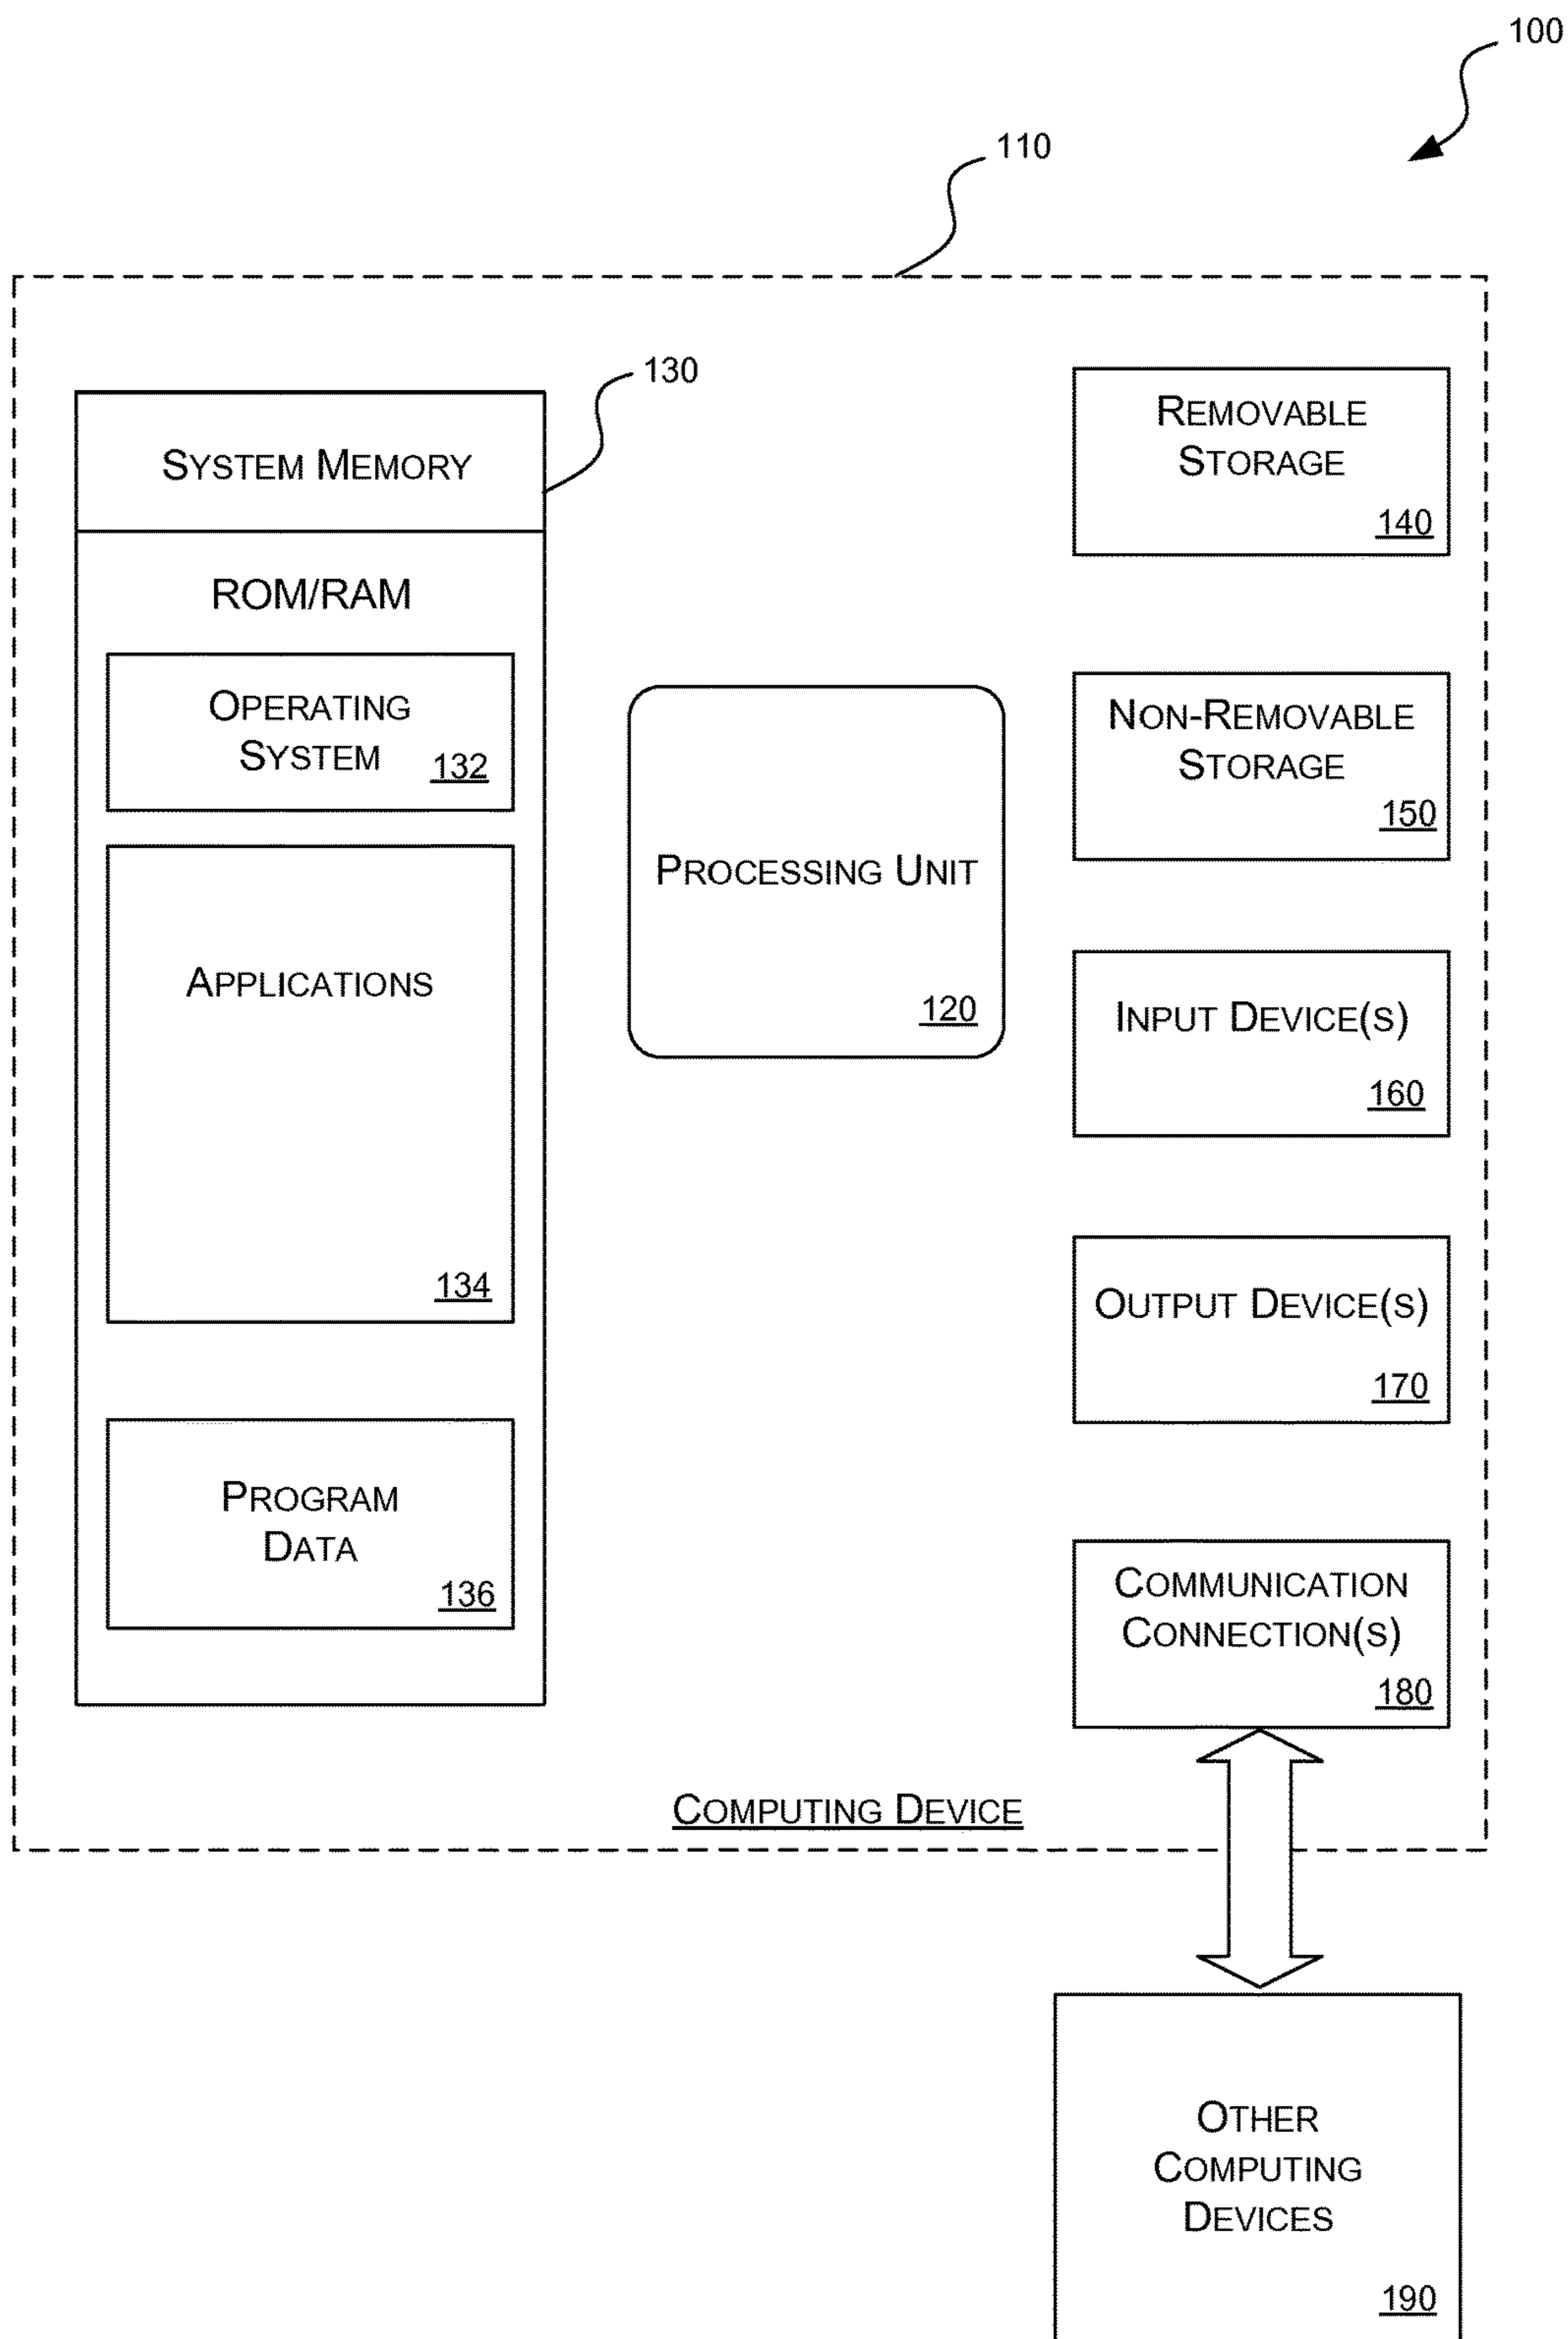 100
110
130
SYSTEM MEMORY
ROM/RAM
OPERATING
SYSTEM
132
APPLICATIONS
134
PROGRAM
DATA
136
PROCESSING UNIT
120
REMOVABLE
STORAGE
140
NON-REMOVABLE
STORAGE
150
INPUT DEVICE(S)
160
OUTPUT DEVICE(S)
170
COMMUNICATION
CONNECTION(S)
180
COMPUTING DEVICE
OTHER
COMPUTING
DEVICES
190